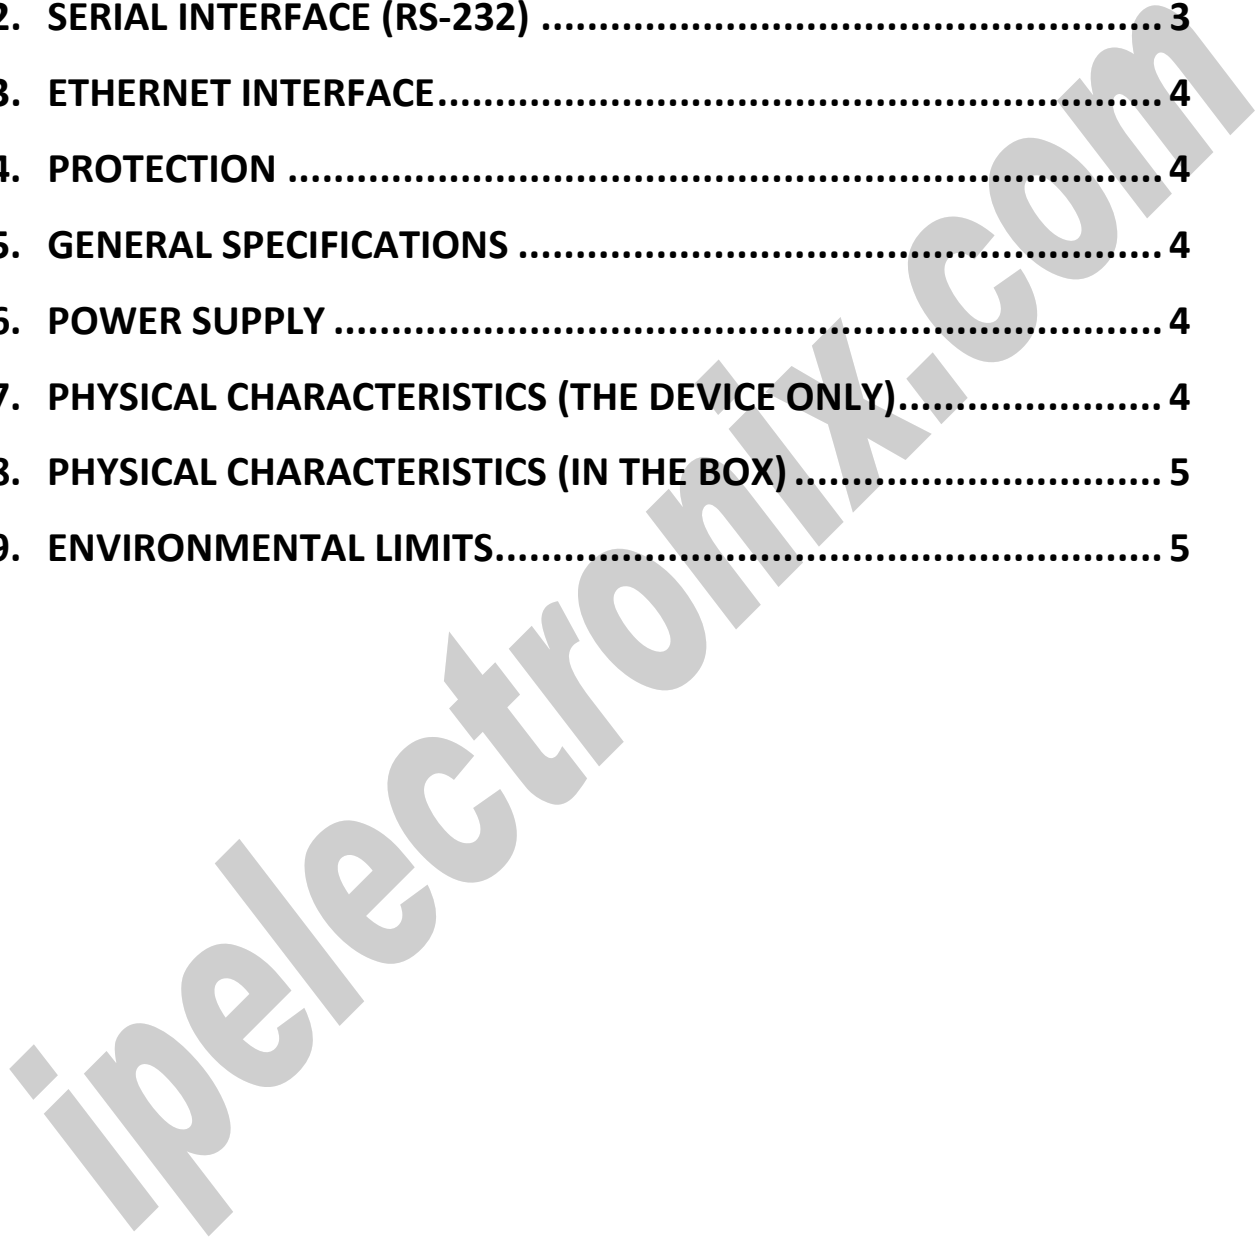 2. SERIAL INTERFACE (RS-232) ........................................................ 3
3. ETHERNET INTERFACE................................................................. 4
4. PROTECTION .............................................................................. 4
5. GENERAL SPECIFICATIONS .......................................................... 4
6. POWER SUPPLY .......................................................................... 4
7. PHYSICAL CHARACTERISTICS (THE DEVICE ONLY)....................... 4
8. PHYSICAL CHARACTERISTICS (IN THE BOX) ................................ 5
9. ENVIRONMENTAL LIMITS............................................................ 5
ipelectronix.com